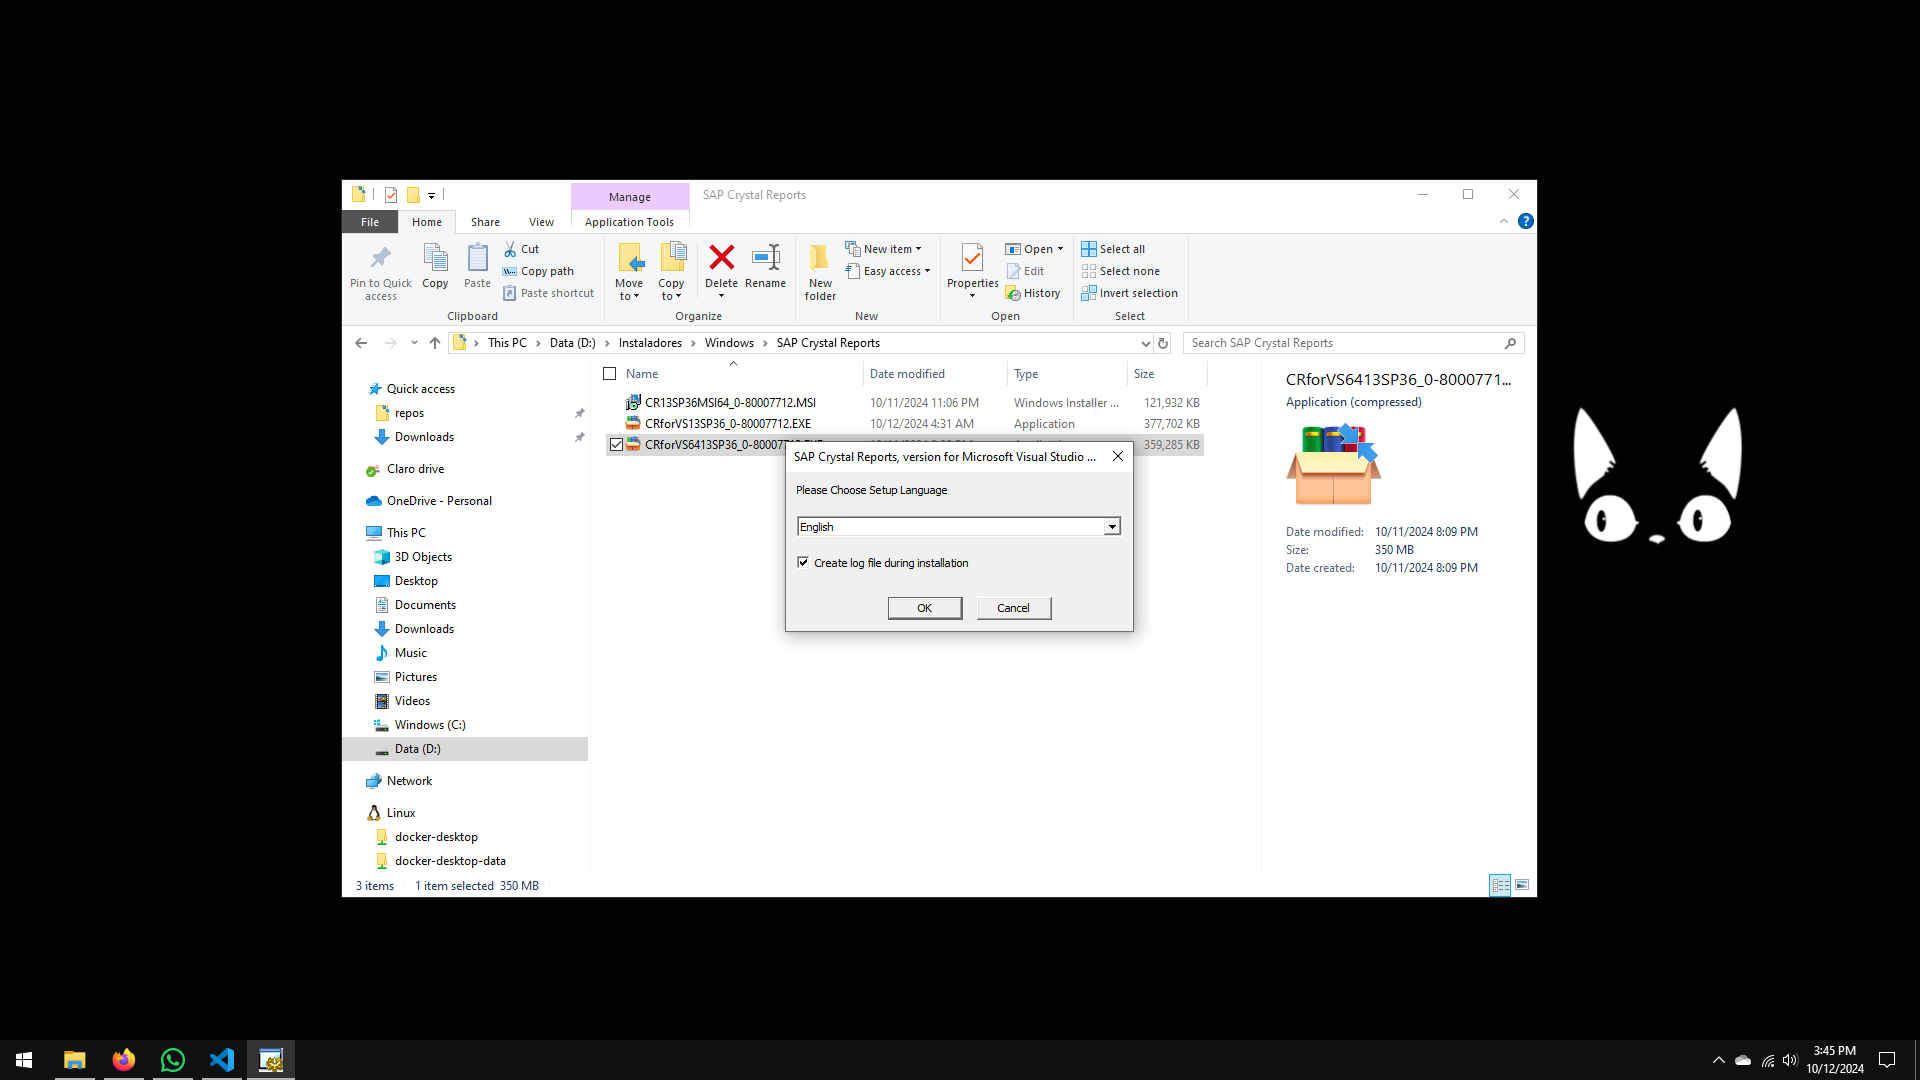 Manage
SAP Crystal Reports
File
Home
Share
View
Application Tools
Pin to Quick access
Copy
Paste
Cut
Copy path
Paste shortcut
Clipboard
Move to
Copy to
Delete
Rename
Organize
New folder
New item
Easy access
New
Properties
Open
Edit
History
Open
Select all
Select none
Invert selection
Select
This PC
Data (D:)
Instaladores
Windows
SAP Crystal Reports
Search SAP Crystal Reports
Quick access
repos
Downloads
Claro drive
OneDrive - Personal
This PC
3D Objects
Desktop
Documents
Downloads
Music
Pictures
Videos
Windows (C:)
Data (D:)
Network
Linux
docker-desktop
docker-desktop-data
Name Date modified Type Size
CR13SP36MSI64_0-80007712.MSI 10/11/2024 11:06 PM Windows Installer ... 121,932 KB
CRforVS13SP36_0-80007712.EXE 10/12/2024 4:31 AM Application 377,702 KB
359,285 KB
SAP Crystal Reports, version for Microsoft Visual Studio ...
Please Choose Setup Language
English
Create log file during installation
OK
Cancel
CRforVS6413SP36_0-8000771...
Application (compressed)
Date modified: 10/11/2024 8:09 PM
Size: 350 MB
Date created: 10/11/2024 8:09 PM
3 items
1 item selected 350 MB
3:45 PM
10/12/2024